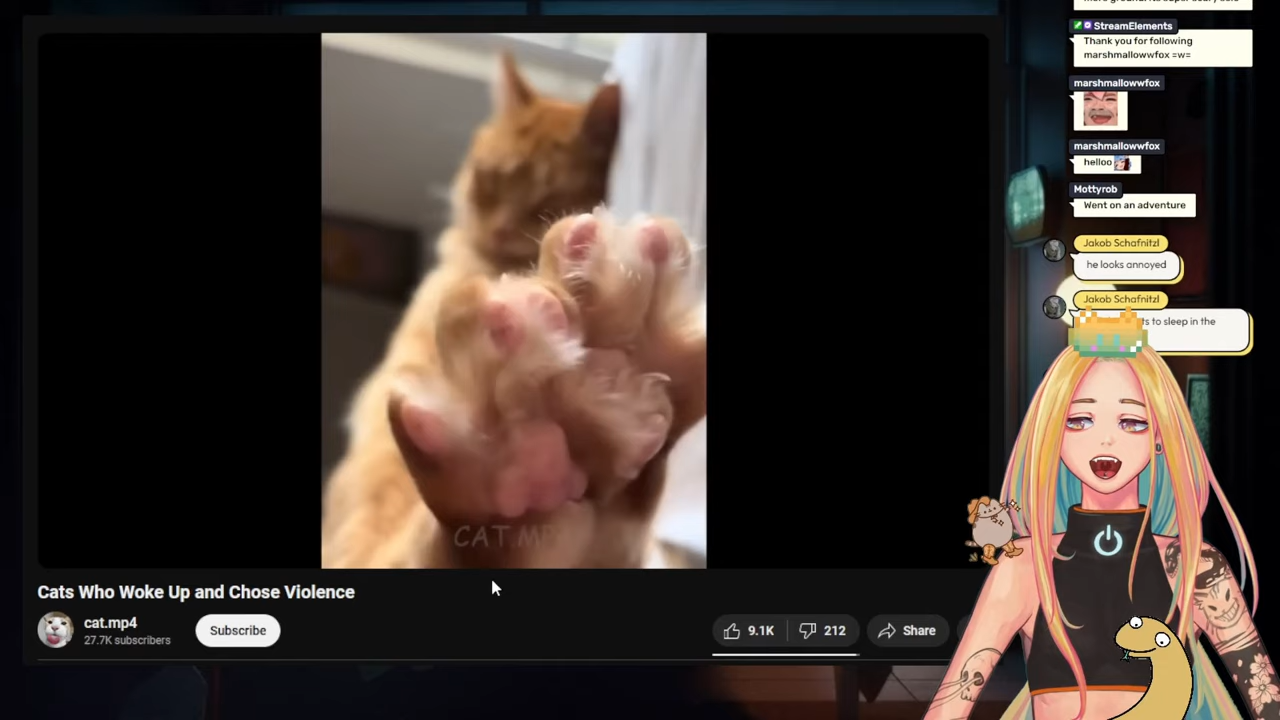 StreamElements
Thank you for following
marshmallowwfox =w=
marshmallowwfox
marshmallowwfox
helloo
Mottyrob
Went on an adventure
Jakob Schafnitzl
he looks annoyed
Jakob Schafnitzl
to sleep in the
CAT.MP
Cats Who Woke Up and Chose Violence
cat.mp4
27.7K subscribers
Subscribe
9.1K
212
Share